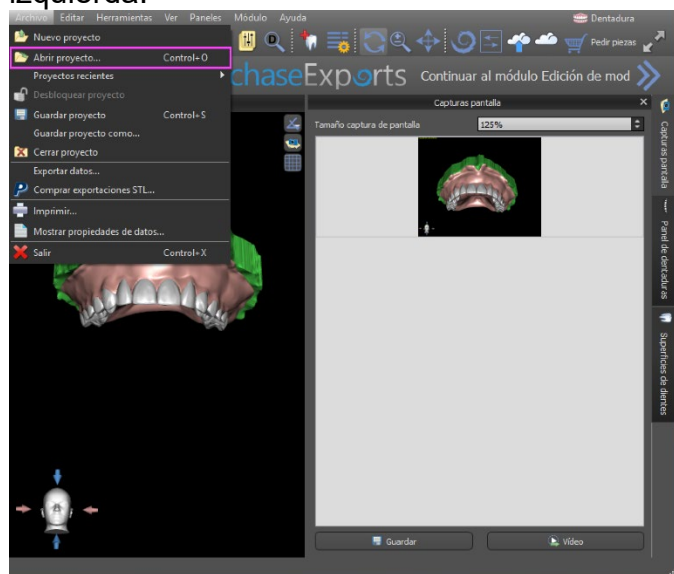 izquierda.
Archivo Editar Herramientas Ver Paneles Módulo Ayuda
Dentadura
Nuevo proyecto
Pedir piezas
Abrir proyecto... Control+O
Proyectos recientes
chaseExports Continuar al módulo Edición de mod
Desbloquear proyecto
Capturas pantalla
Guardar proyecto Control+S
Tamaño captura de pantalla 125%
Guardar proyecto como...
Cerrar proyecto
Exportar datos...
Comprar exportaciones STL...
Imprimir...
Mostrar propiedades de datos...
Salir Control+X
Capturas pantalla
Panel de dentaduras
Superficies de dientes
Guardar
Vídeo